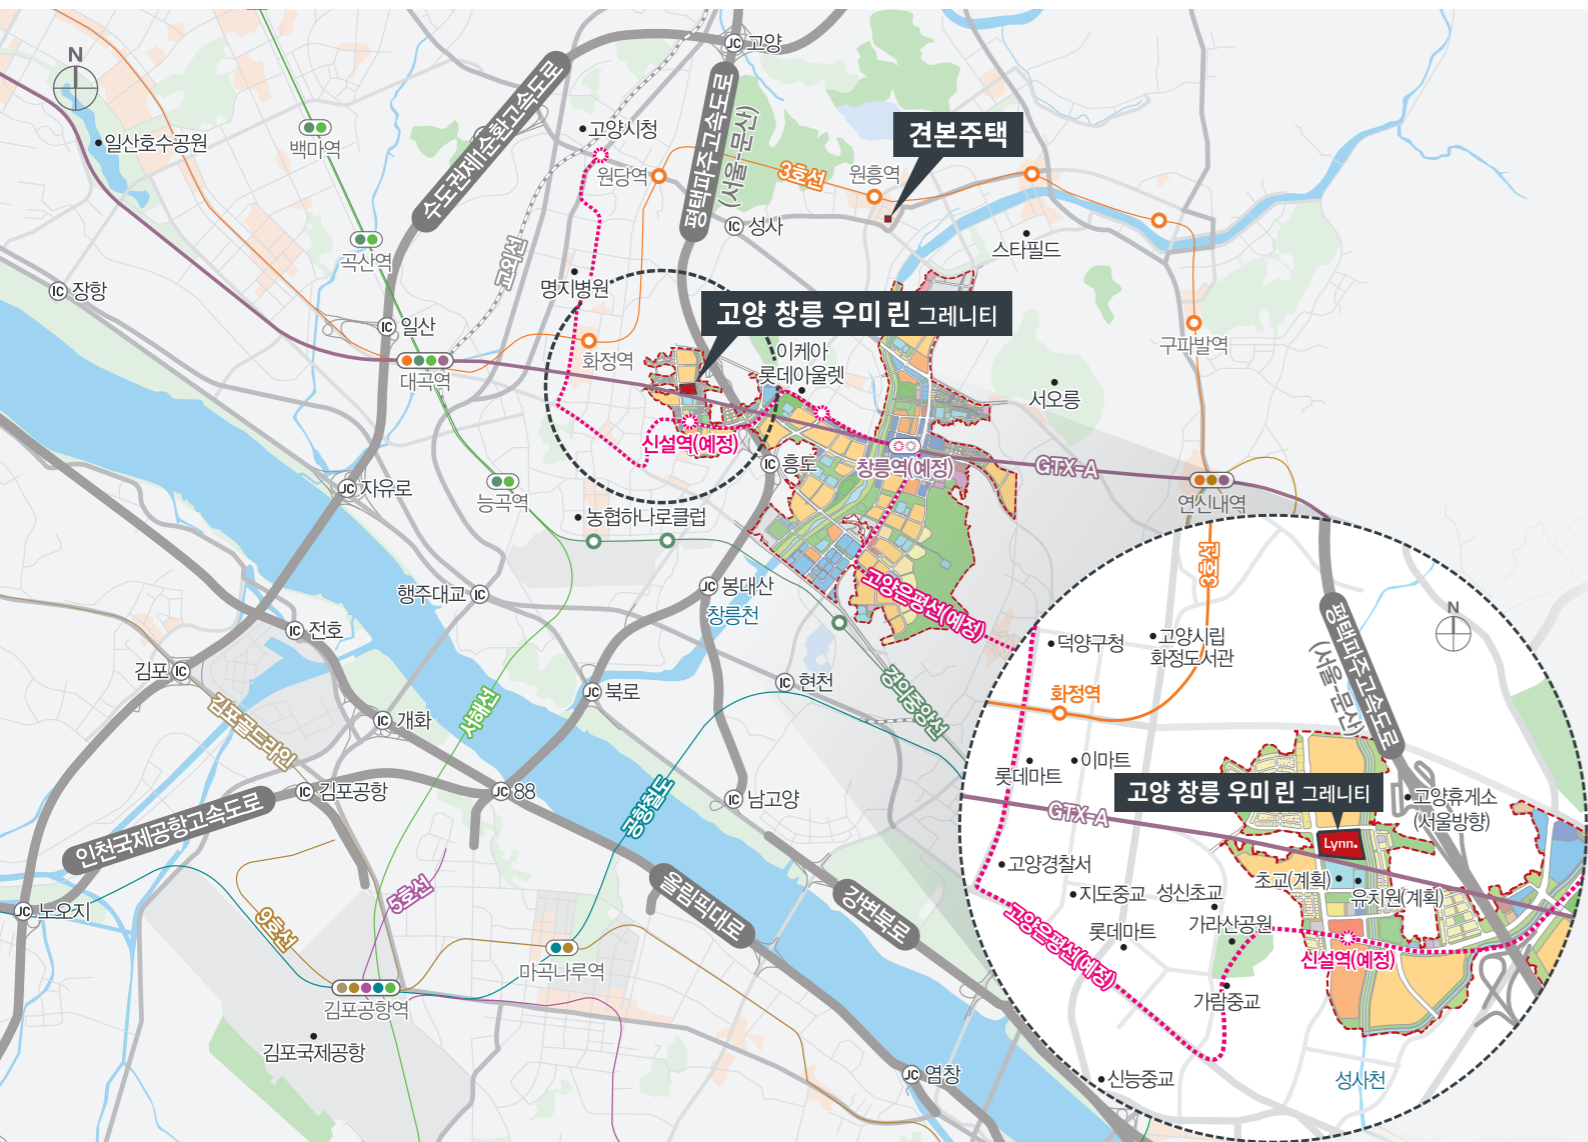 N
JC 고양
일산호수공원
백마역
수도권제1순환고속도로
고양시청
평택파주고속도로
(서울-문산)
견본주택
원당역
3호선
원흥역
IC 성사
스타필드
곡산역
교외선
명지병원
IC 장항
IC 일산
고양 창릉 우미 린 그레니티
화정역
이케아
롯데아울렛
구파발역
대곡역
서오릉
신설역(예정)
IC 흥도
창릉역(예정)
GTX-A
연신내역
JC 자유로
능곡역
농협하나로클럽
고양은평선(예정)
행주대교 IC
JC 봉대산
창릉천
IC 전호
김포 IC
김포골드라인
서해선
JC 북로
IC 현천
경의중앙선
IC 개화
IC 김포공항
JC 88
공항철도
IC 남고양
인천국제공항고속도로
올림픽대로
강변북로
JC 노오지
9호선
5호선
마곡나루역
김포공항역
김포국제공항
JC 염창
3호선
평택파주고속도로
(서울-문산)
N
덕양구청
고양시립
화정도서관
화정역
롯데마트
이마트
고양 창릉 우미 린 그레니티
고양휴게소
(서울방향)
GTX-A
Lynn.
고양경찰서
초교(계획)
유치원(계획)
지도중교
성신초교
고양은평선(예정)
롯데마트
가라산공원
신설역(예정)
가람중교
신능중교
성사천